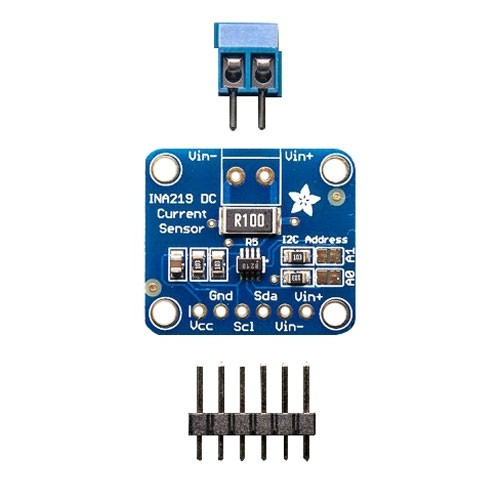 Vin- Vin+
INA219 DC
Current
Sensor
R100
R5
I2C Address
103
A1
103
A0
Gnd Sda Vin+
Vcc Scl Vin-